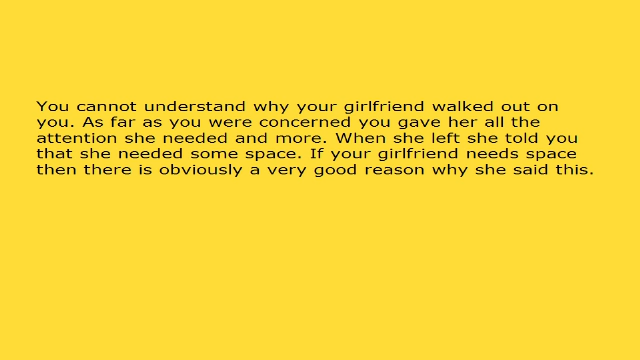 You cannot understand why your girlfriend walked out on
you. As far as you were concerned you gave her all the
attention she needed and more. When she left she told you
that she needed some space. If your girlfriend needs space
then there is obviously a very good reason why she said this.